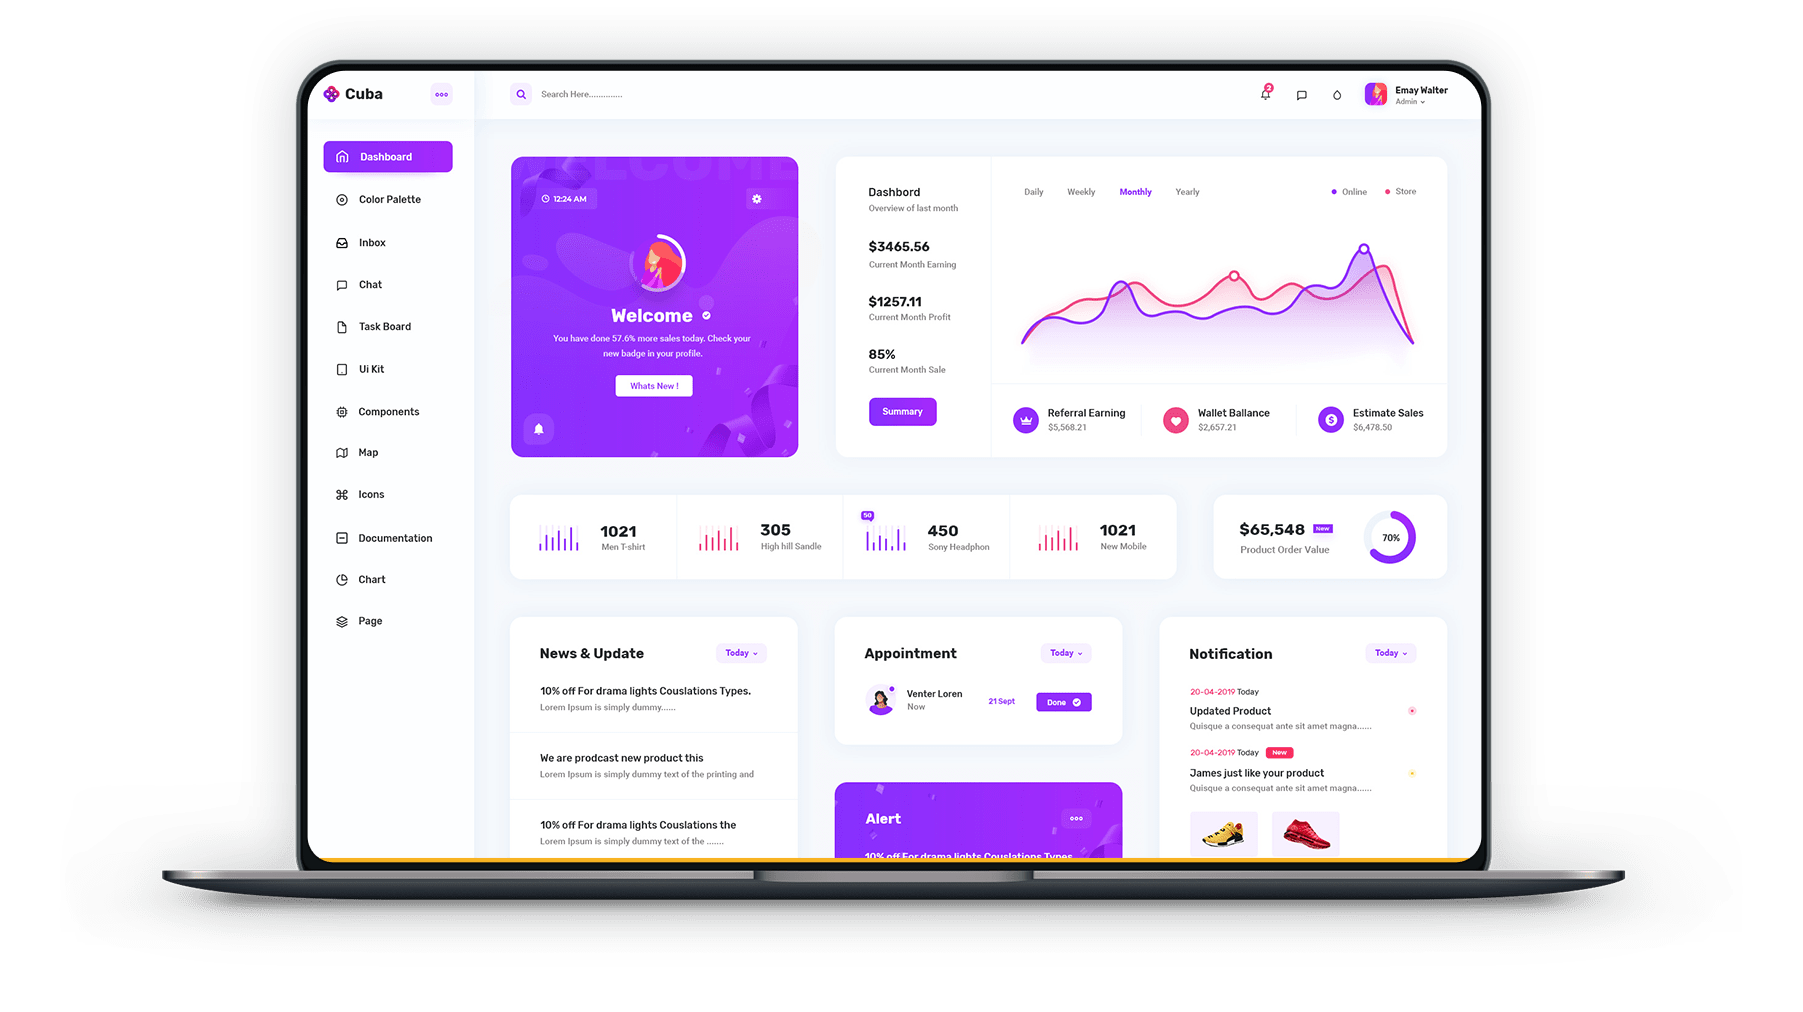 Cuba
Search Here..............
2
Emay Walter
Admin
Dashboard
Color Palette
Inbox
Chat
Task Board
Ui Kit
Components
Map
Icons
Documentation
Chart
Page
WELCOME
12:24 AM
Welcome
You have done 57.6% more sales today. Check your
new badge in your profile.
Whats New !
Dashbord
Overview of last month
$3465.56
Current Month Earning
$1257.11
Current Month Profit
85%
Current Month Sale
Summary
Daily Weekly Monthly Yearly
Online Store
Referral Earning
$5,568.21
Wallet Ballance
$2,657.21
Estimate Sales
$6,478.50
1021
Men T-shirt
305
High hill Sandle
50
450
Sony Headphon
1021
New Mobile
$65,548 New
Product Order Value
70%
News & Update
Today
10% off For drama lights Couslations Types.
Lorem Ipsum is simply dummy......
We are prodcast new product this
Lorem Ipsum is simply dummy text of the printing and
10% off For drama lights Couslations the
Lorem Ipsum is simply dummy text of the .......
Appointment
Today
Venter Loren
Now
21 Sept
Done
Alert
10% off For drama lights Couslations Types
Notification
Today
20-04-2019 Today
Updated Product
Quisque a consequat ante sit amet magna......
20-04-2019 Today New
James just like your product
Quisque a consequat ante sit amet magna......